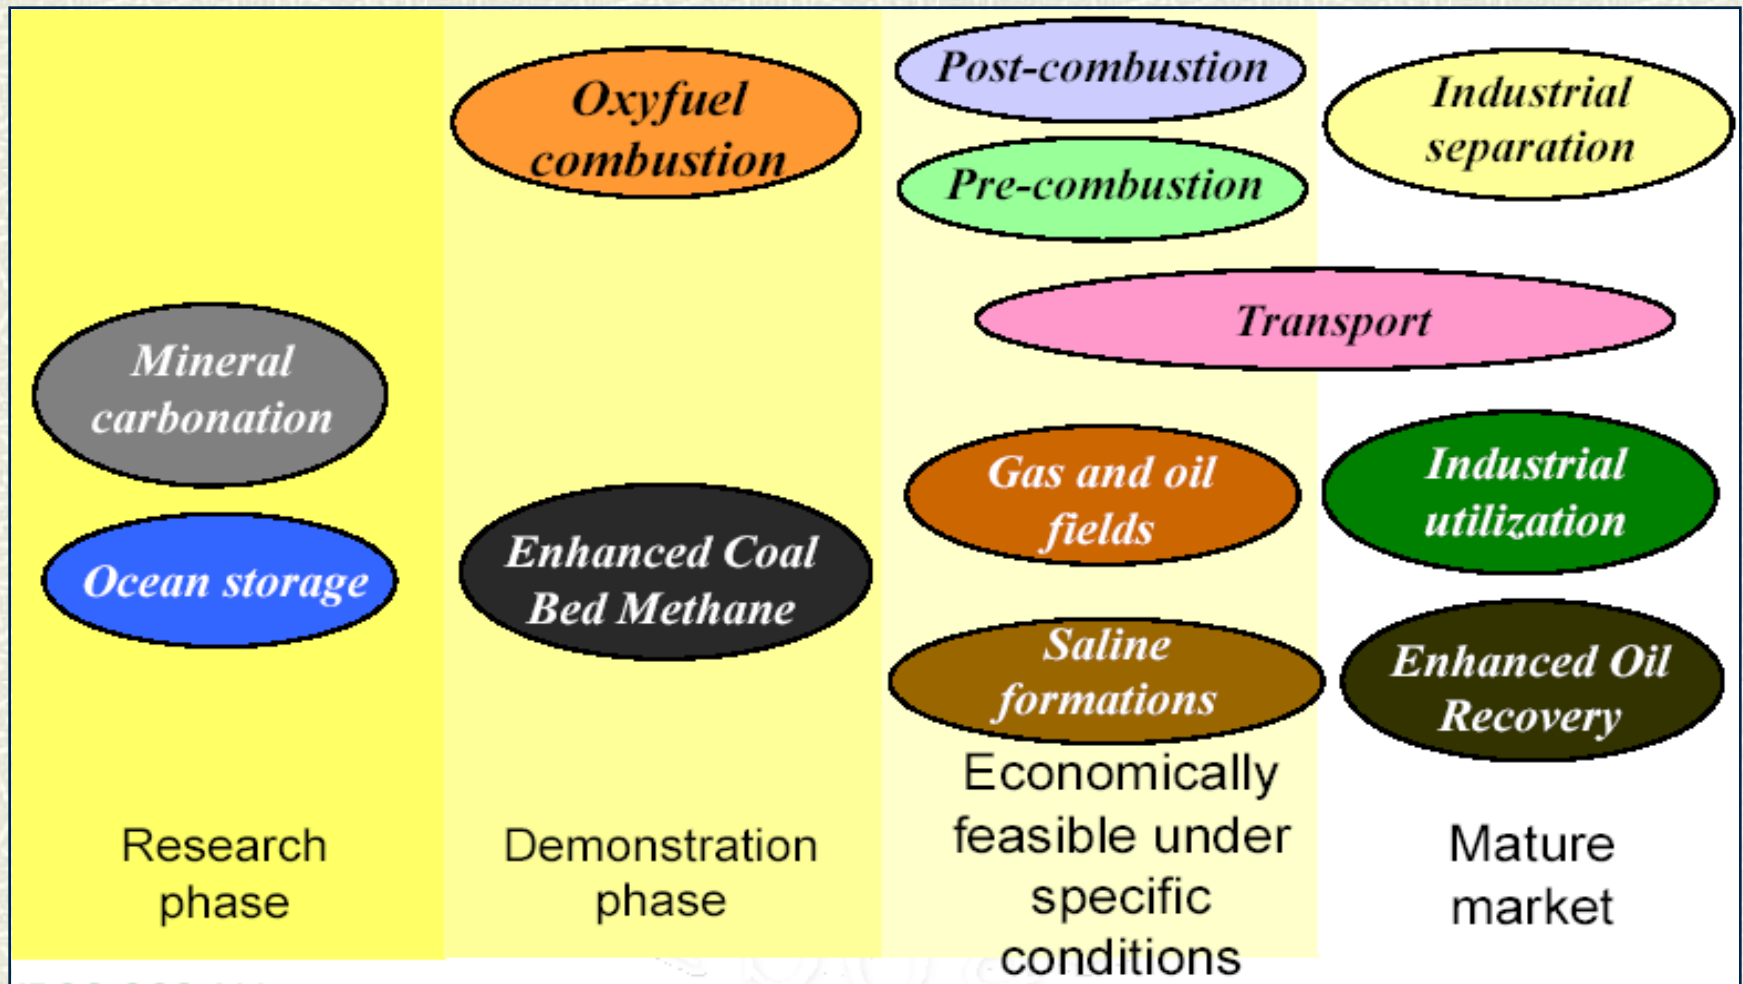 Oxyfuel
combustion
Post-combustion
Pre-combustion
Industrial
separation
Transport
Mineral
carbonation
Ocean storage
Enhanced Coal
Bed Methane
Gas and oil
fields
Saline
formations
Industrial
utilization
Enhanced Oil
Recovery
Research
phase
Demonstration
phase
Economically
feasible under
specific
conditions
Mature
market